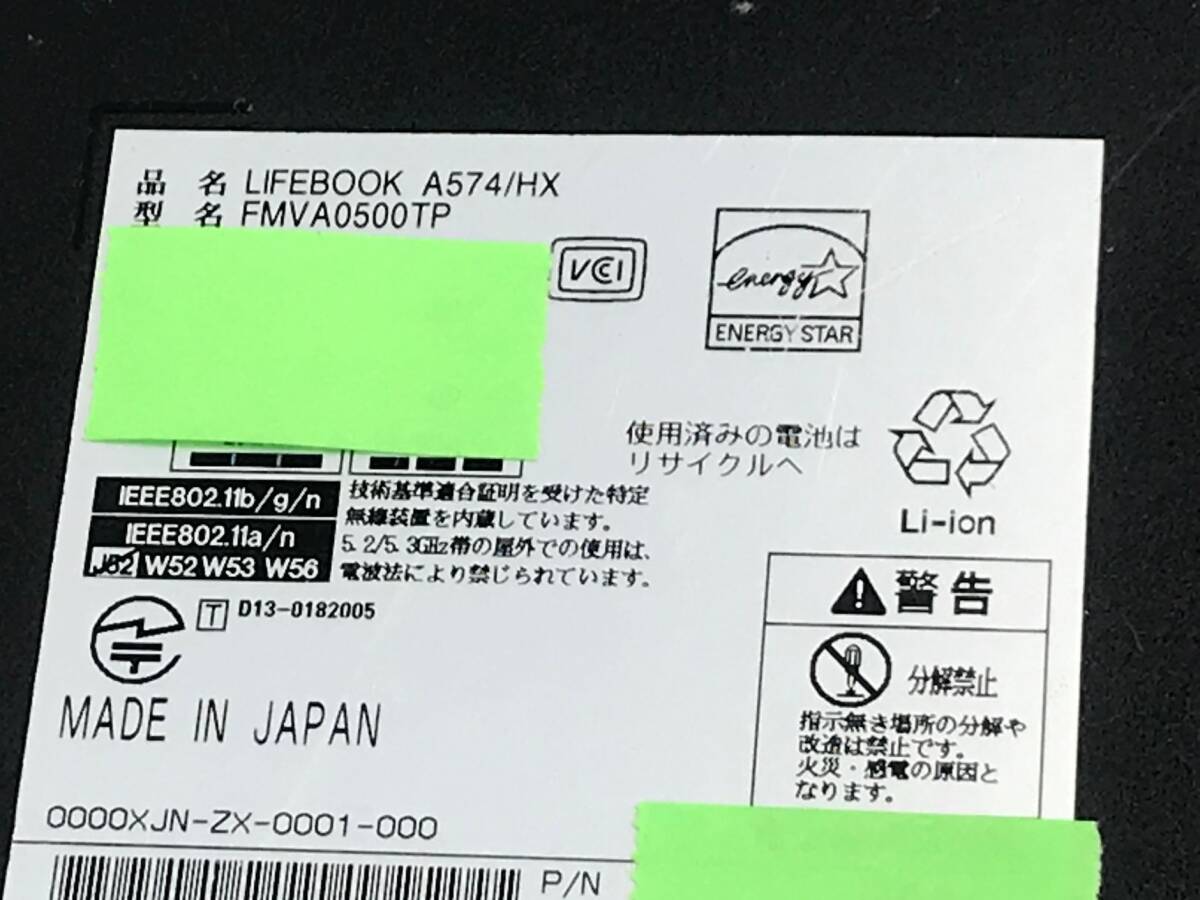 品 名 LIFEBOOK A574/HX
型 名 FMVA0500TP
VCCI
energy
ENERGY STAR
使用済みの電池は
リサイクルへ
Li-ion
IEEE802.11b/g/n
IEEE802.11a/n
J52 W52 W53 W56
技術基準適合証明を受けた特定
無線装置を内蔵しています。
5.2/5.3GHz帯の屋外での使用は、
電波法により禁じられています。
T D13-0182005
MADE IN JAPAN
警告
分解禁止
指示無き場所の分解や
改造は禁止です。
火災・感電の原因と
なります。
0000XJN-ZX-0001-000
P/N